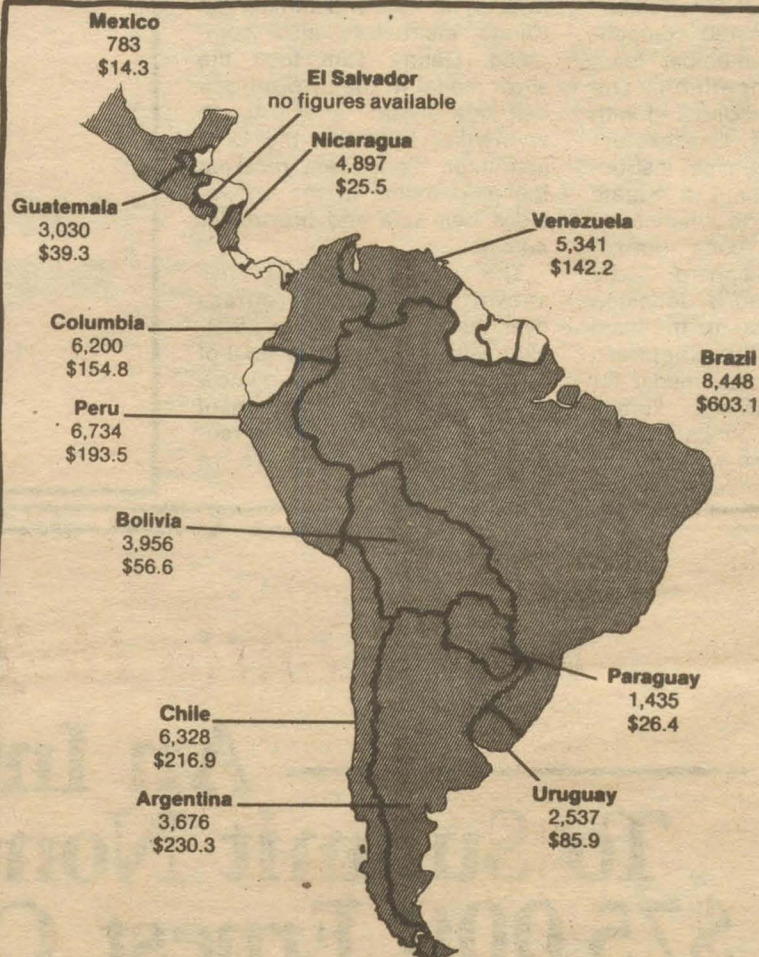 Mexico
783
$14.3
El Salvador
no figures available
Nicaragua
4,897
$25.5
Guatemala
3,030
$39.3
Venezuela
5,341
$142.2
Columbia
6,200
$154.8
Brazil
8,448
$603.1
Peru
6,734
$193.5
Bolivia
3,956
$56.6
Paraguay
1,435
$26.4
Chile
6,328
$216.9
Uruguay
2,537
$85.9
Argentina
3,676
$230.3